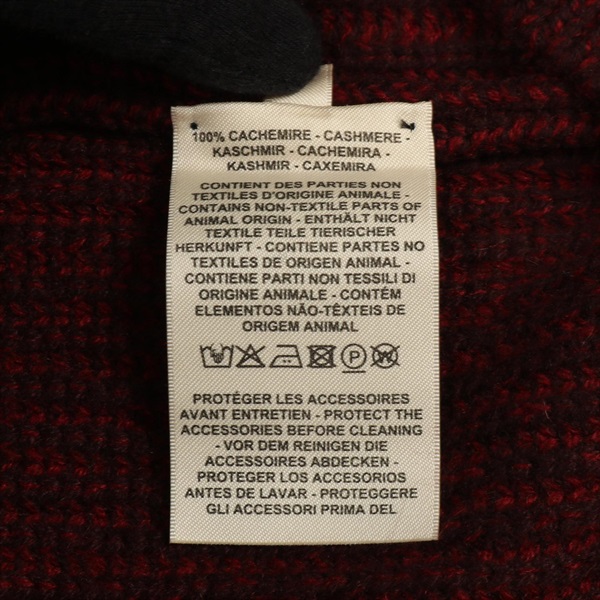 100% CACHEMIRE - CASHMERE -
KASCHMIR - CACHEMIRA -
KASHMIR - CAXEMIRA
CONTIENT DES PARTIES NON
TEXTILES D'ORIGINE ANIMALE -
CONTAINS NON-TEXTILE PARTS OF
ANIMAL ORIGIN - ENTHÄLT NICHT
TEXTILE TEILE TIERISCHER
HERKUNFT - CONTIENE PARTES NO
TEXTILES DE ORIGEN ANIMAL -
CONTIENE PARTI NON TESSILI DI
ORIGINE ANIMALE - CONTÉM
ELEMENTOS NÃO-TÊXTEIS DE
ORIGEM ANIMAL
P W
PROTÉGER LES ACCESSOIRES
AVANT ENTRETIEN - PROTECT THE
ACCESSORIES BEFORE CLEANING
- VOR DEM REINIGEN DIE
ACCESSOIRES ABDECKEN -
PROTEGER LOS ACCESORIOS
ANTES DE LAVAR - PROTEGGERE
GLI ACCESSORI PRIMA DEL